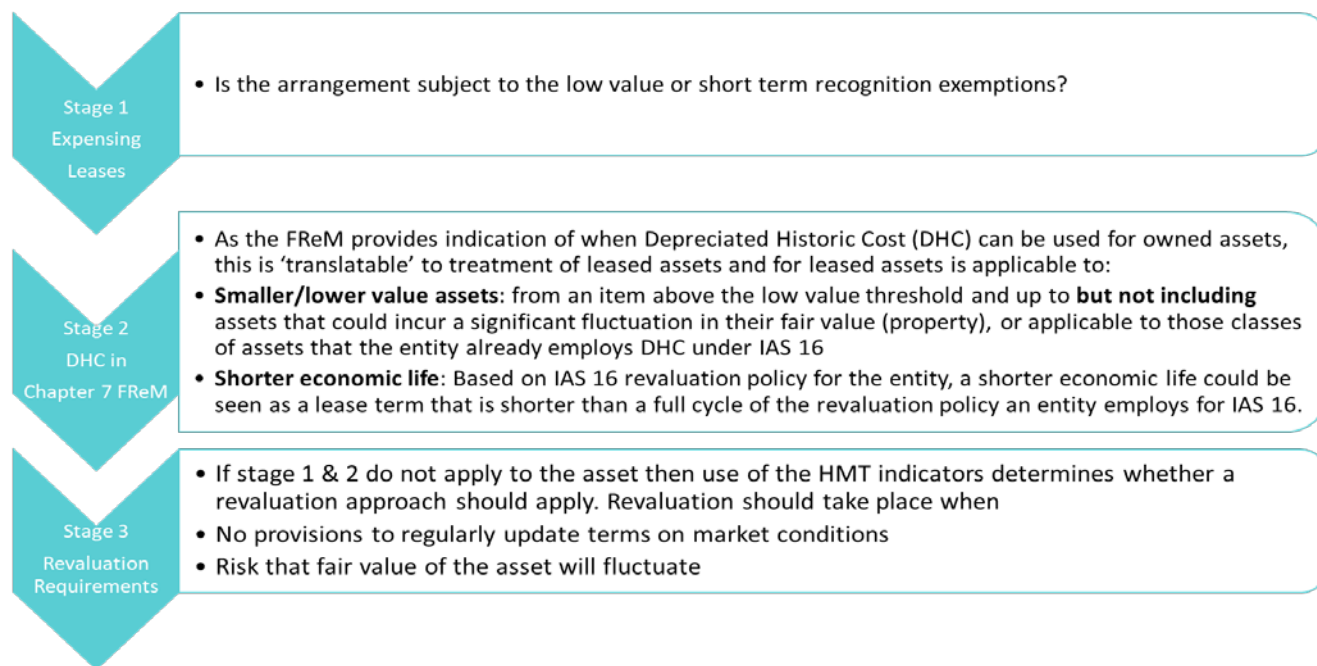 Stage 1
Expensing
Leases
• Is the arrangement subject to the low value or short term recognition exemptions?
Stage 2
DHC in
Chapter 7 FReM
• As the FReM provides indication of when Depreciated Historic Cost (DHC) can be used for owned assets,
this is ‘translatable’ to treatment of leased assets and for leased assets is applicable to:
• Smaller/lower value assets: from an item above the low value threshold and up to but not including
assets that could incur a significant fluctuation in their fair value (property), or applicable to those classes
of assets that the entity already employs DHC under IAS 16
• Shorter economic life: Based on IAS 16 revaluation policy for the entity, a shorter economic life could be
seen as a lease term that is shorter than a full cycle of the revaluation policy an entity employs for IAS 16.
Stage 3
Revaluation
Requirements
• If stage 1 & 2 do not apply to the asset then use of the HMT indicators determines whether a
revaluation approach should apply. Revaluation should take place when
• No provisions to regularly update terms on market conditions
• Risk that fair value of the asset will fluctuate